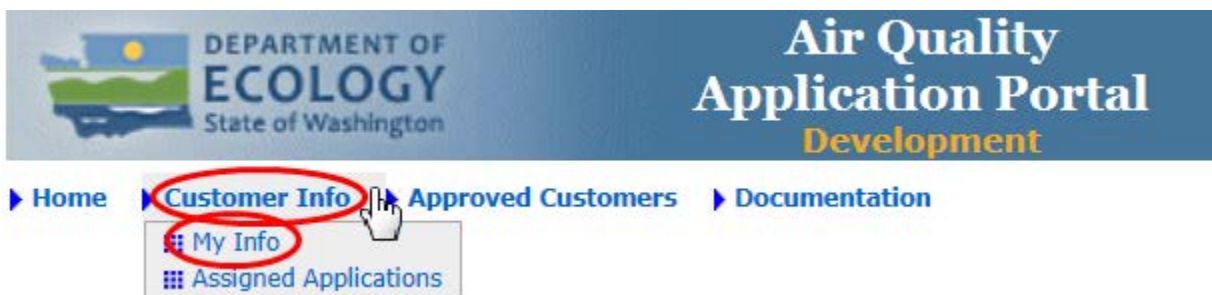 DEPARTMENT OF
ECOLOGY
State of Washington
Air Quality
Application Portal
Development
Home Customer Info Approved Customers Documentation
My Info
Assigned Applications